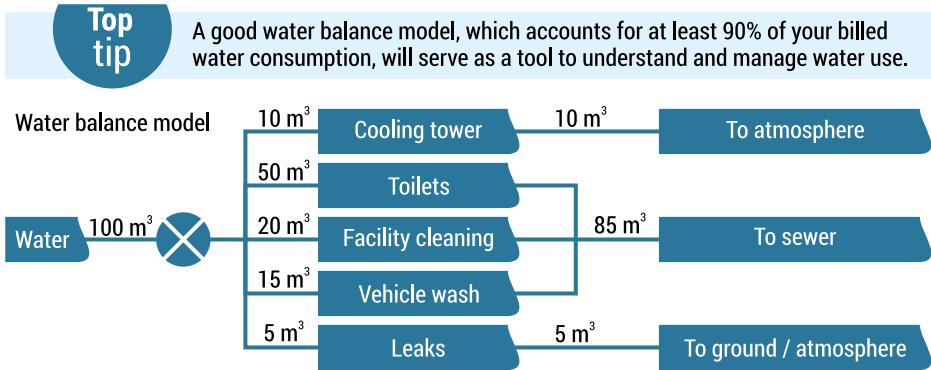 Top
tip
A good water balance model, which accounts for at least 90% of your billed
water consumption, will serve as a tool to understand and manage water use.
Water balance model
10 m³
Cooling tower
10 m³
To atmosphere
50 m³
Toilets
Water
100 m³
20 m³
Facility cleaning
85 m³
To sewer
15 m³
Vehicle wash
5 m³
Leaks
5 m³
To ground / atmosphere